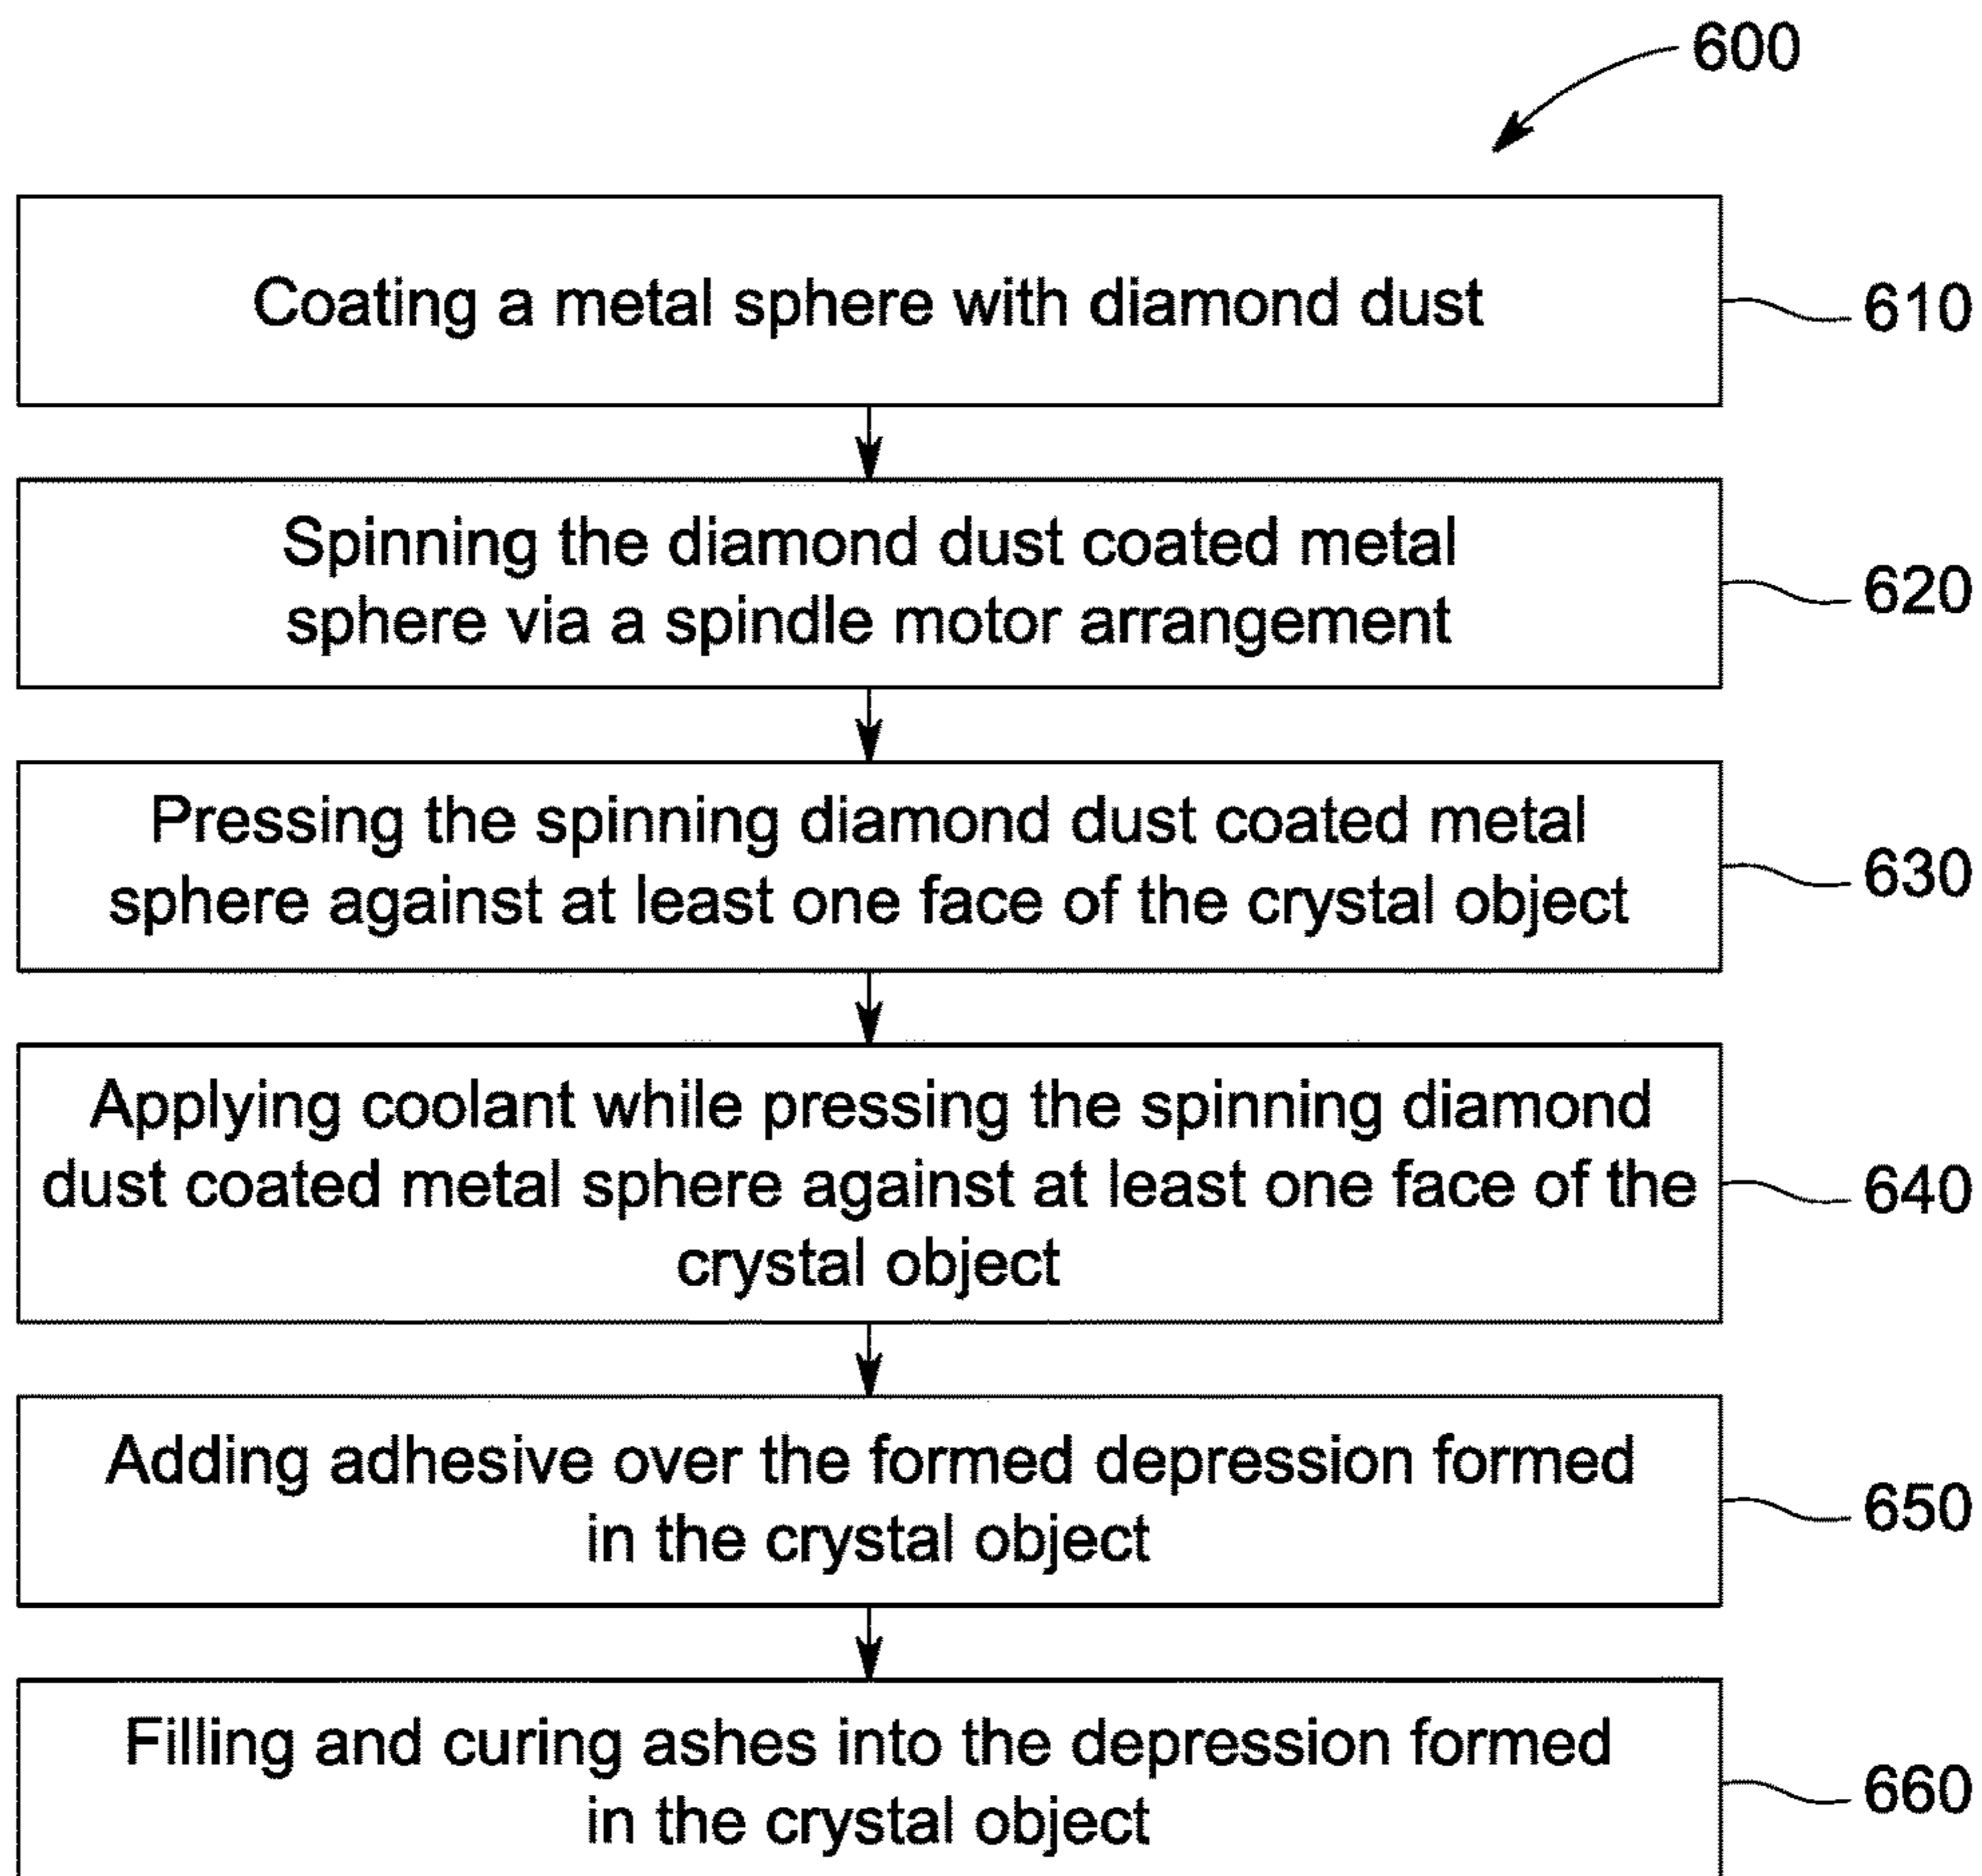 600
Coating a metal sphere with diamond dust
610
Spinning the diamond dust coated metal
sphere via a spindle motor arrangement
620
Pressing the spinning diamond dust coated metal
sphere against at least one face of the crystal object
630
Applying coolant while pressing the spinning diamond
dust coated metal sphere against at least one face of the
crystal object
640
Adding adhesive over the formed depression formed
in the crystal object
650
Filling and curing ashes into the depression formed
in the crystal object
660